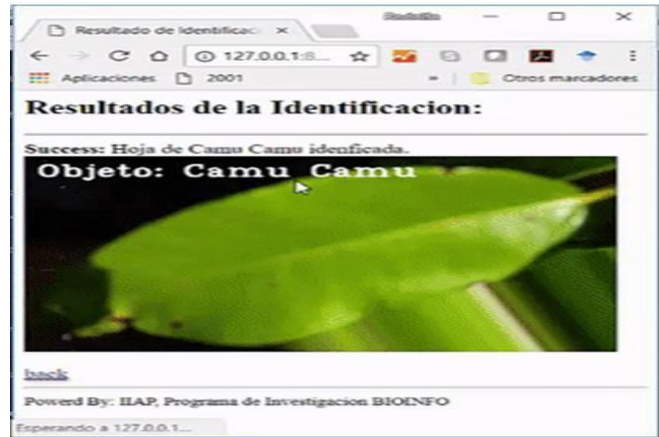 Resultado de Identificac
Rodolfo
127.0.0.1:8...
Aplicaciones 2001 » Otros marcadores
Resultados de la Identificacion:
Success: Hoja de Camu Camu idenficada.
Objeto: Camu Camu
back
Powerd By: IIAP, Programa de Investigacion BIOINFO
Esperando a 127.0.0.1...